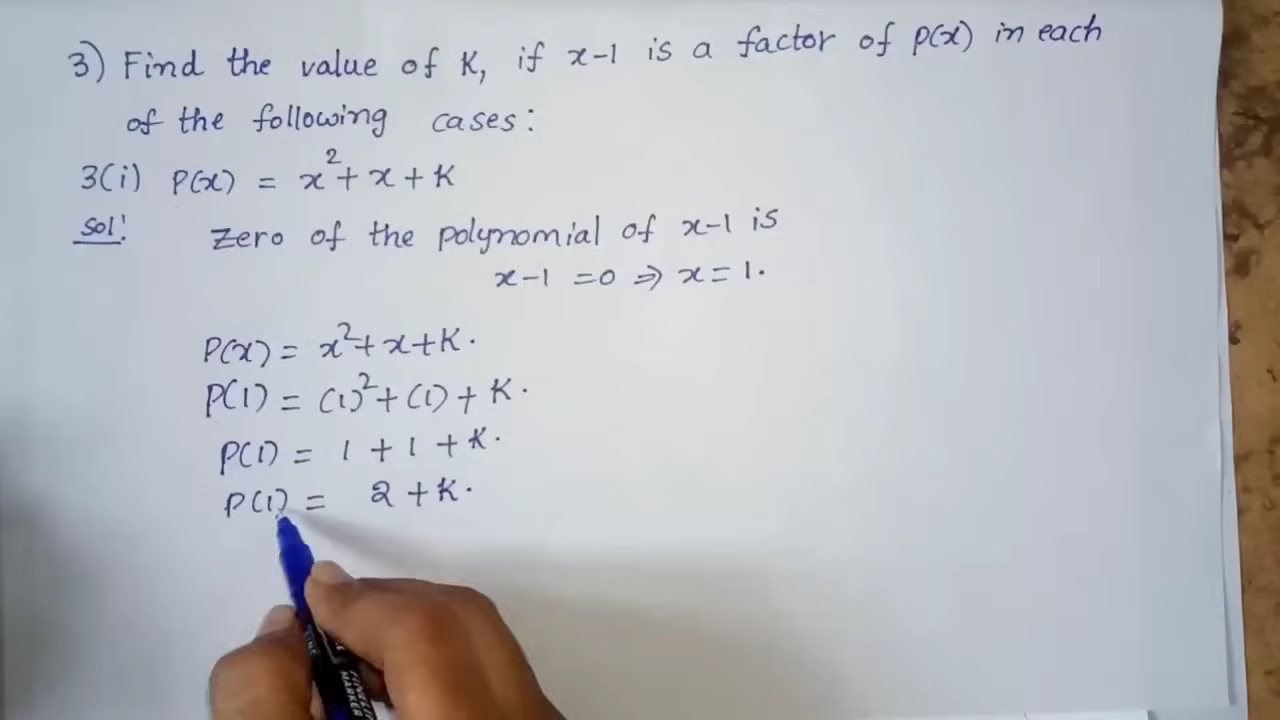 3) Find the value of K, if x-1 is a factor of P(x) in each
of the following cases:
3(i) P(x) = x² + x + K
Sol!
Zero of the polynomial of x-1 is
x-1 = 0 ⇒ x = 1.
P(x) = x² + x + K.
P(1) = (1)² + (1) + K.
P(1) = 1 + 1 + K.
P(1) = 2 + K.